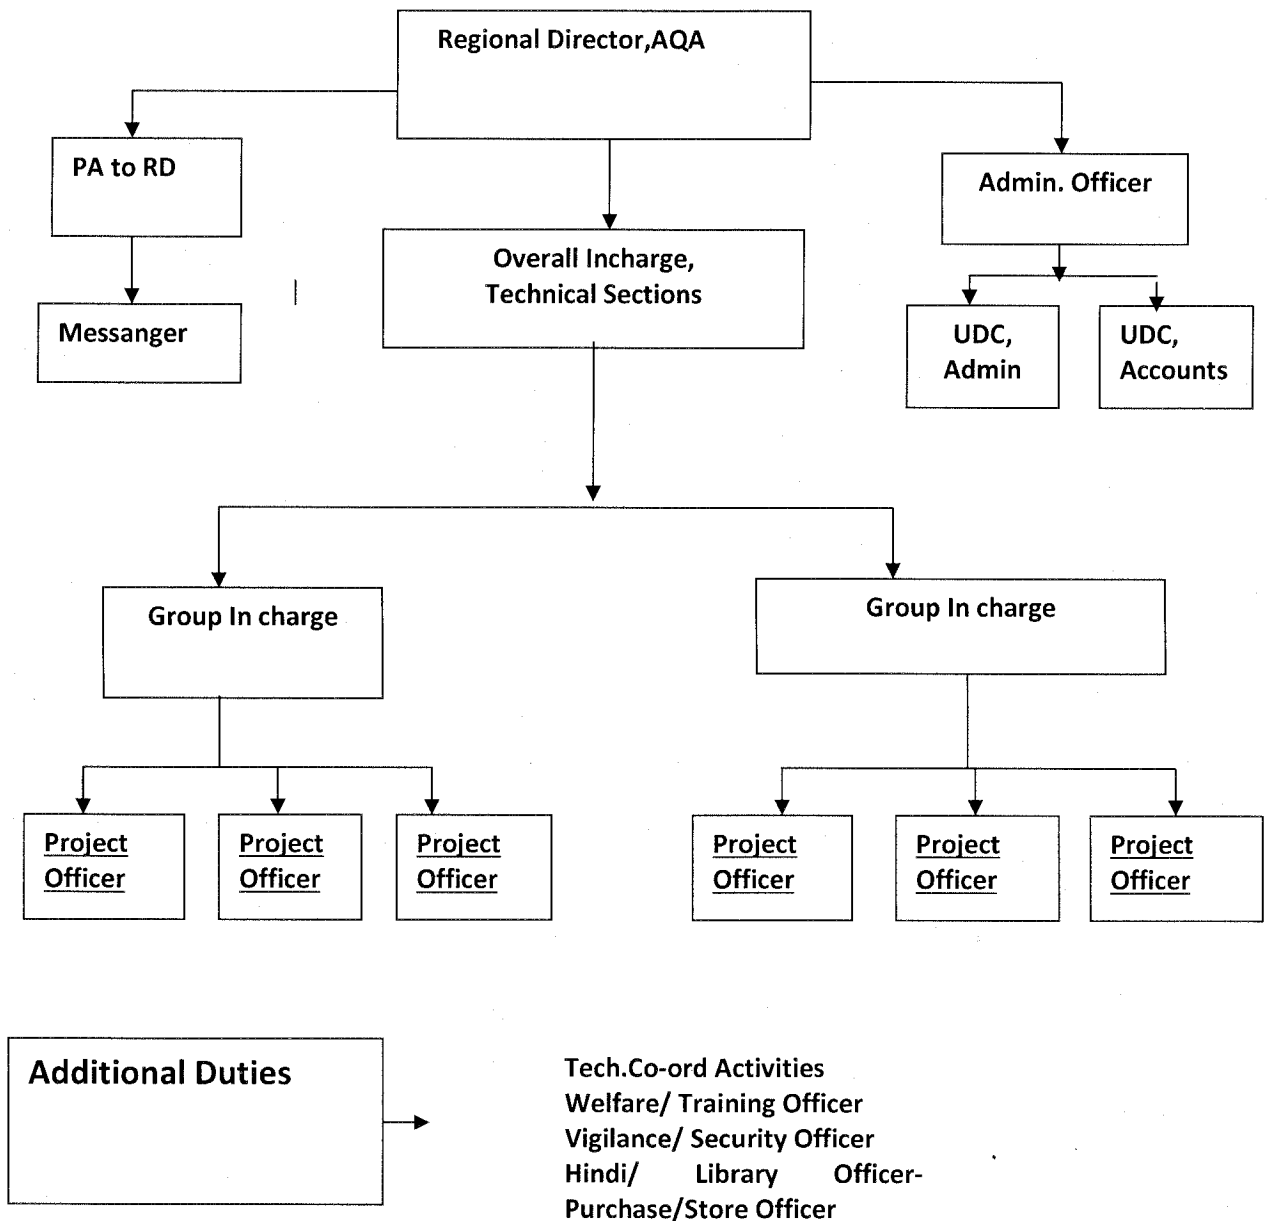 Regional Director,AQA
PA to RD
Admin. Officer
Overall Incharge,
Technical Sections
Messanger
UDC,
Admin
UDC,
Accounts
Group In charge
Group In charge
Project
Officer
Project
Officer
Project
Officer
Project
Officer
Project
Officer
Project
Officer
Additional Duties
Tech.Co-ord Activities
Welfare/ Training Officer
Vigilance/ Security Officer
Hindi/ Library Officer-
Purchase/Store Officer